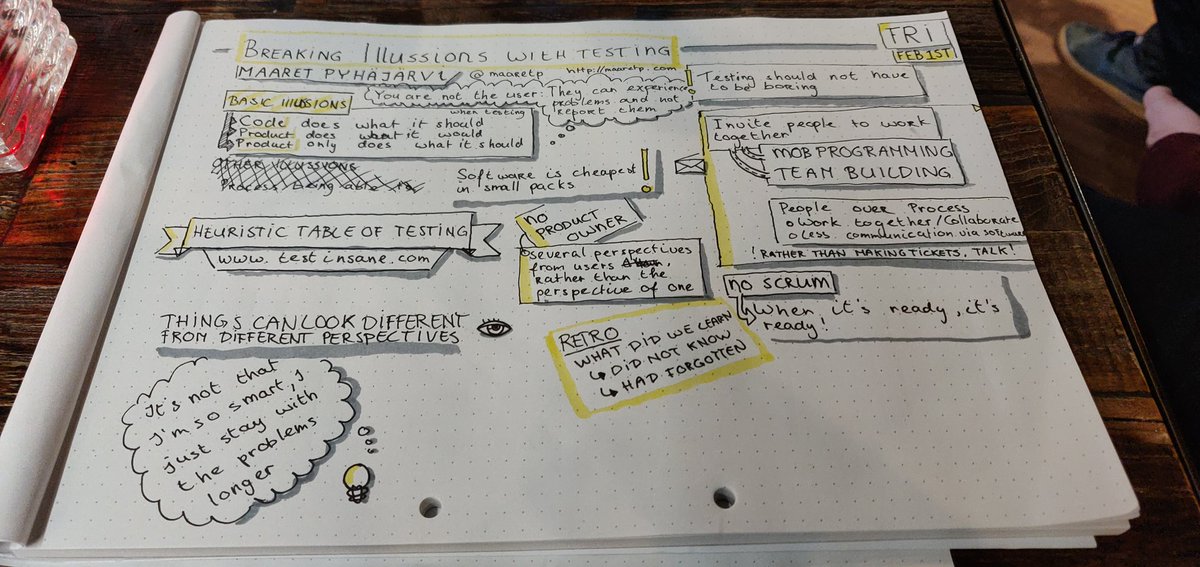 BREAKING ILLUSSIONS WITH TESTING
TRI
FEB 1ST
MAARET PYHÄJÄRVI @maaretp http://maaretp.com
You are not the user: They can experience
problems and not
report them
! Testing should not have
to be boring
BASIC ILLUSIONS
when testing
Code does what it should
Product does what it would
Product only does what it should
OTHER ILLUSSIONS
Process being able
Software is cheapest
in small packs
!
Invite people to work
together
MOB PROGRAMMING
TEAM BUILDING
People over Process
o Work together/Collaborate
o Less communication via software
! RATHER THAN MAKING TICKETS, TALK!
HEURISTIC TABLE OF TESTING
www.testinsane.com
no
PRODUCT
OWNER
several perspectives
from users,
rather than the
perspective of one
no SCRUM
When it's ready, it's
ready!
THINGS CAN LOOK DIFFERENT
FROM DIFFERENT PERSPECTIVES
RETRO
WHAT DID WE LEARN
↳ DID NOT KNOW
↳ HAD FORGOTTEN
It's not that
I'm so smart, I
just stay with
the problems
longer